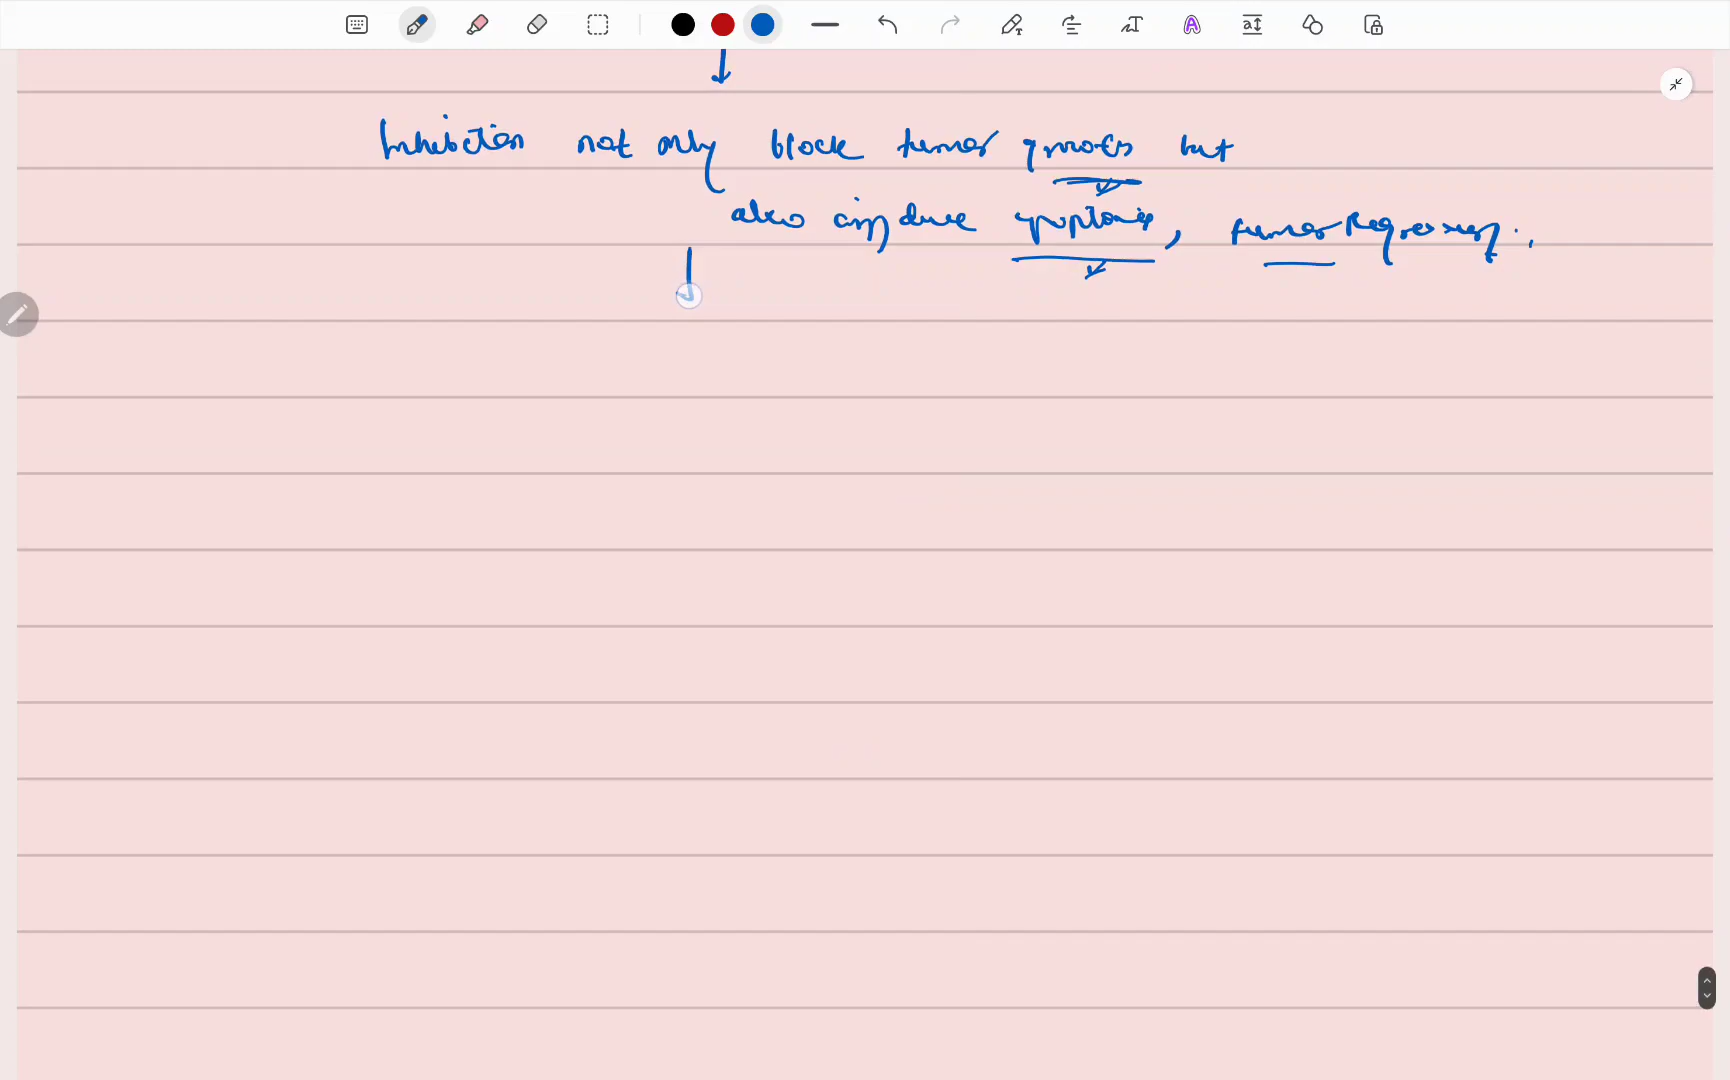 Inhibition not only block tumor growth but
also induce apoptosis, tumor Regression.